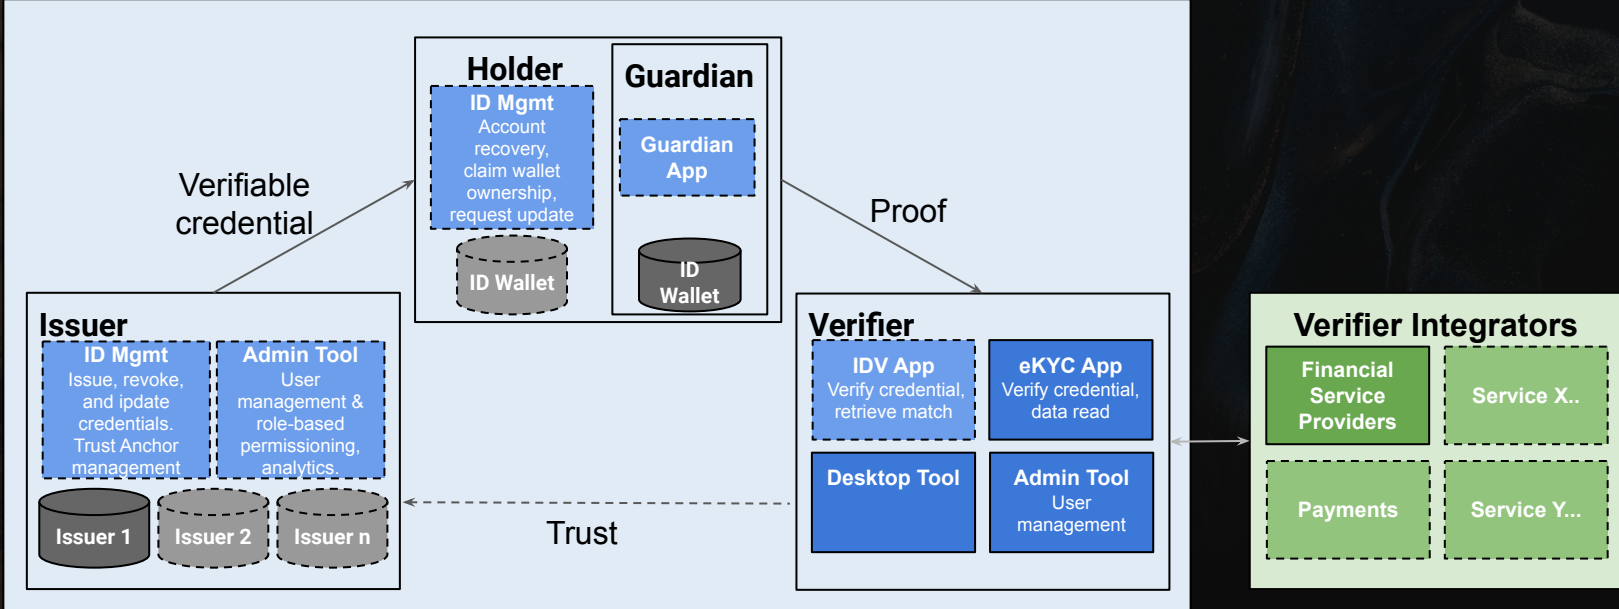 Holder
ID Mgmt
Account
recovery,
claim wallet
ownership,
request update
ID Wallet
Guardian
Guardian
App
ID
Wallet
Verifiable
credential
Proof
Issuer
ID Mgmt
Issue, revoke,
and ipdate
credentials.
Trust Anchor
management
Admin Tool
User
management &
role-based
permissioning,
analytics.
Issuer 1
Issuer 2
Issuer n
Trust
Verifier
IDV App
Verify credential,
retrieve match
eKYC App
Verify credential,
data read
Desktop Tool
Admin Tool
User
management
Verifier Integrators
Financial
Service
Providers
Service X..
Payments
Service Y...